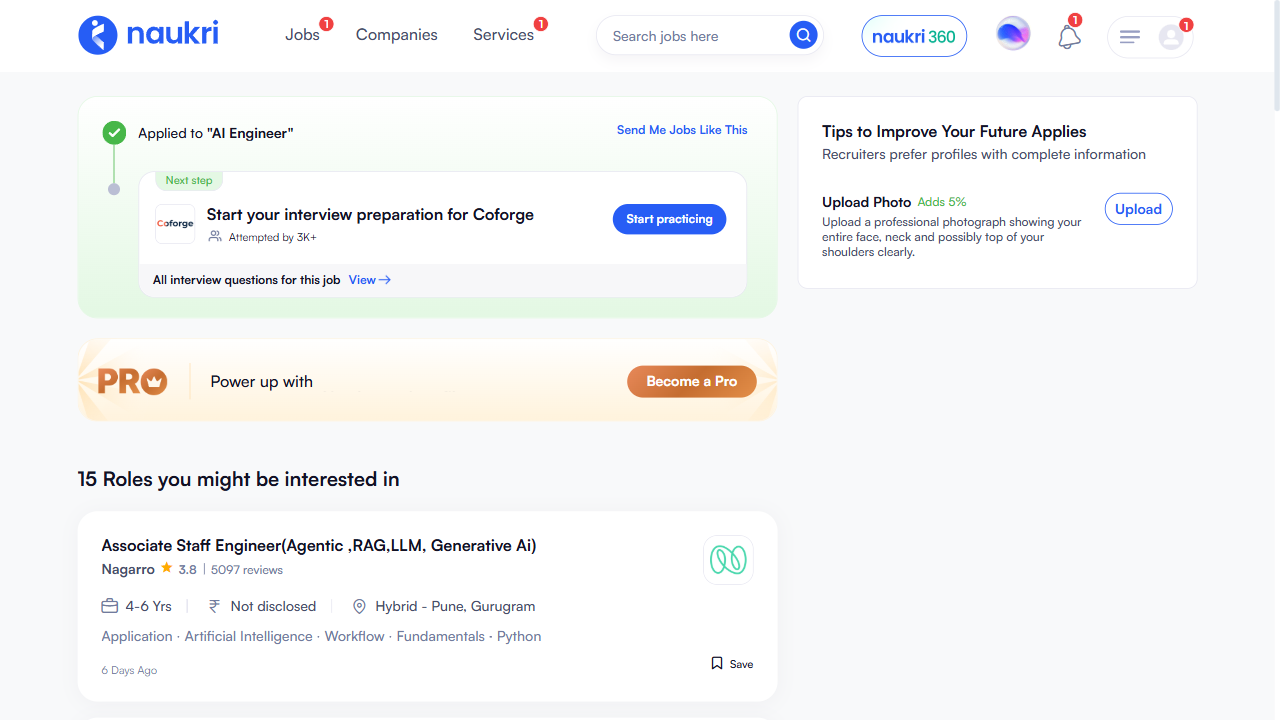 naukri
Jobs 1
Companies
Services 1
Search jobs here
naukri 360
1
1
Applied to "AI Engineer"
Send Me Jobs Like This
Next step
Coforge
Start your interview preparation for Coforge
Attempted by 3K+
Start practicing
All interview questions for this job View
Tips to Improve Your Future Applies
Recruiters prefer profiles with complete information
Upload Photo Adds 5%
Upload a professional photograph showing your
entire face, neck and possibly top of your
shoulders clearly.
Upload
PRO
Power up with
Become a Pro
15 Roles you might be interested in
Associate Staff Engineer(Agentic ,RAG,LLM, Generative Ai)
Nagarro 3.8 | 5097 reviews
4-6 Yrs | ₹ Not disclosed | Hybrid - Pune, Gurugram
Application · Artificial Intelligence · Workflow · Fundamentals · Python
6 Days Ago
Save